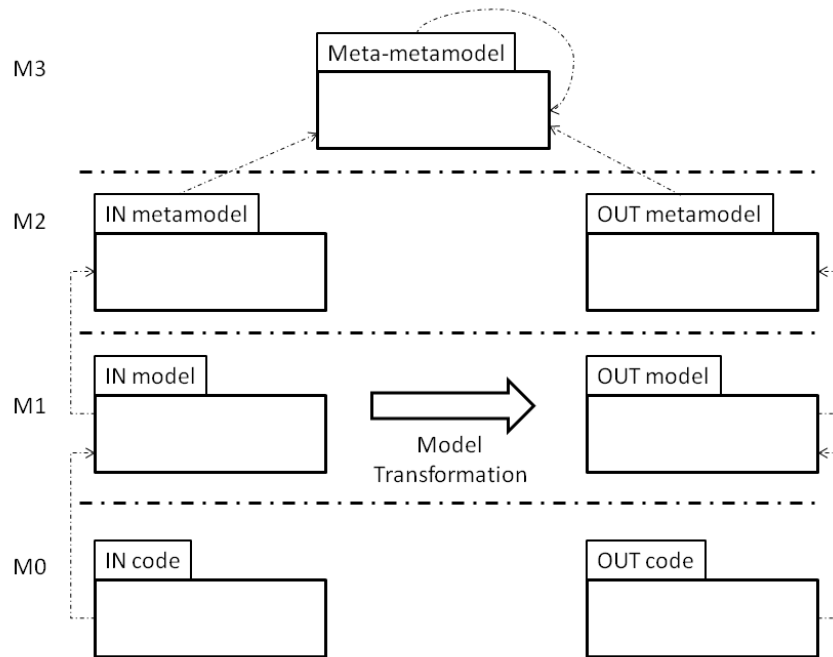 Meta-metamodel
M3
IN metamodel
OUT metamodel
M2
IN model
OUT model
M1
Model
Transformation
IN code
OUT code
M0